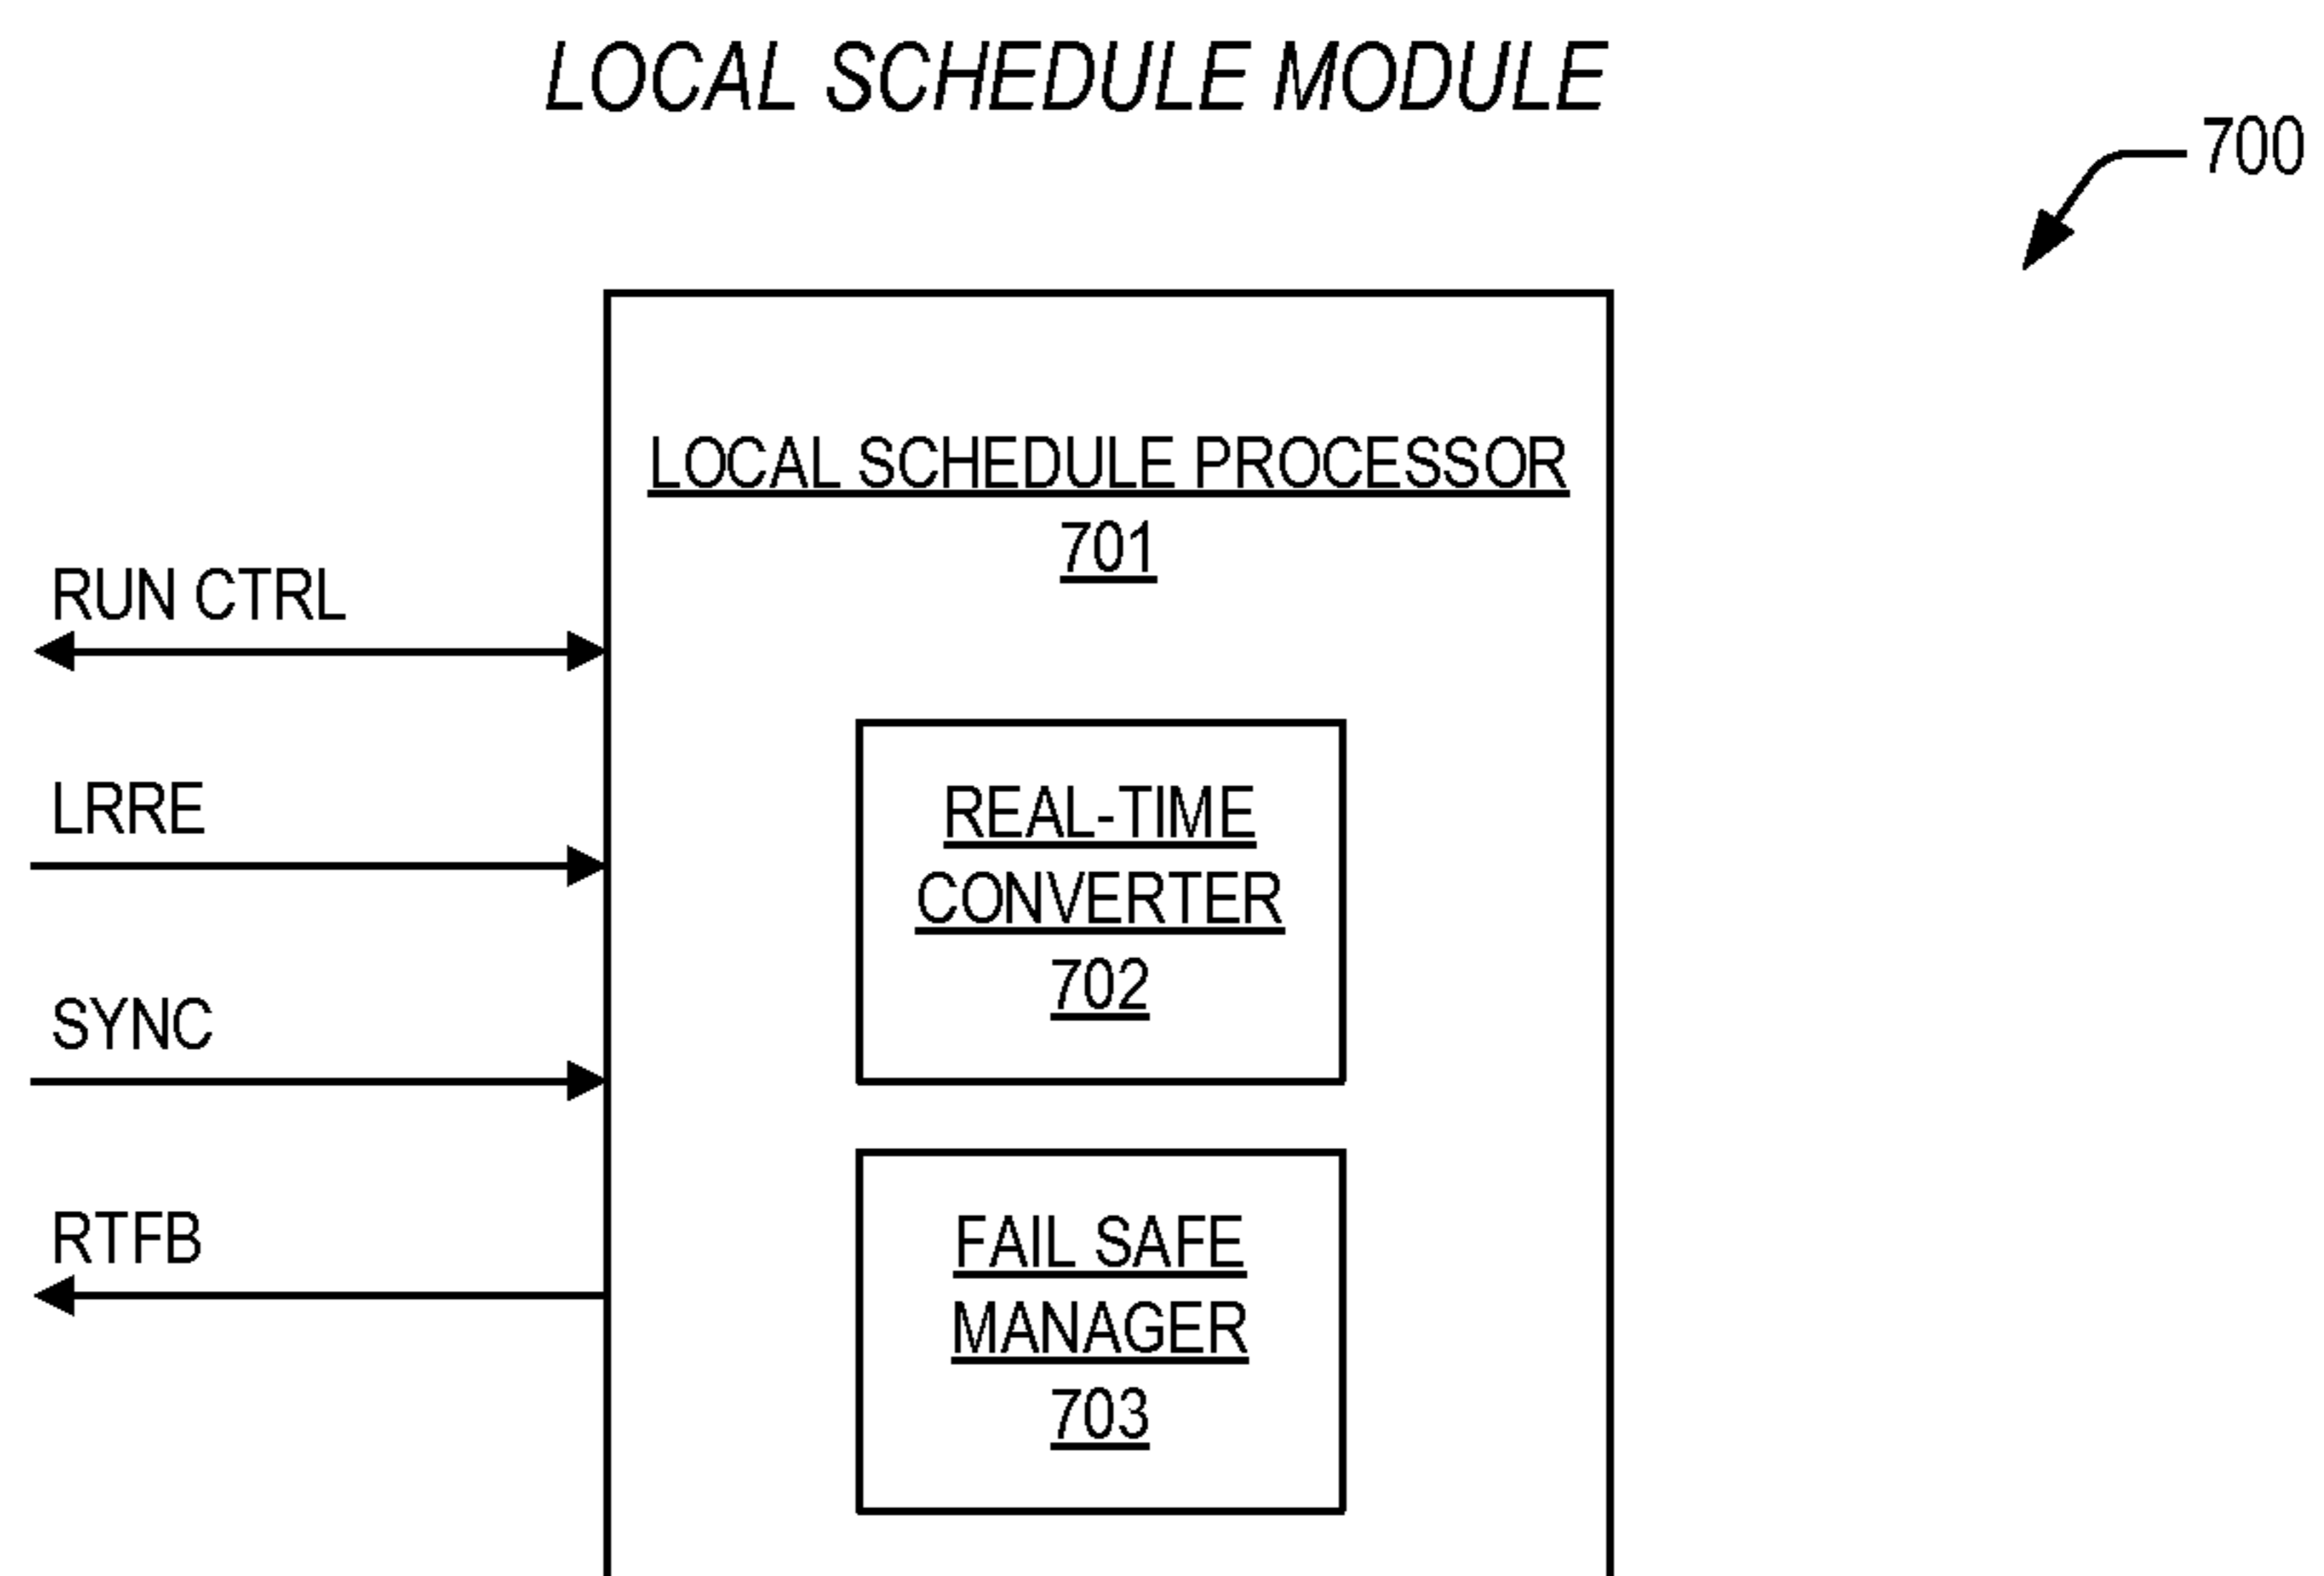 LOCAL SCHEDULE MODULE
700
LOCAL SCHEDULE PROCESSOR
701
RUN CTRL
LRRE
SYNC
RTFB
REAL-TIME
CONVERTER
702
FAIL SAFE
MANAGER
703